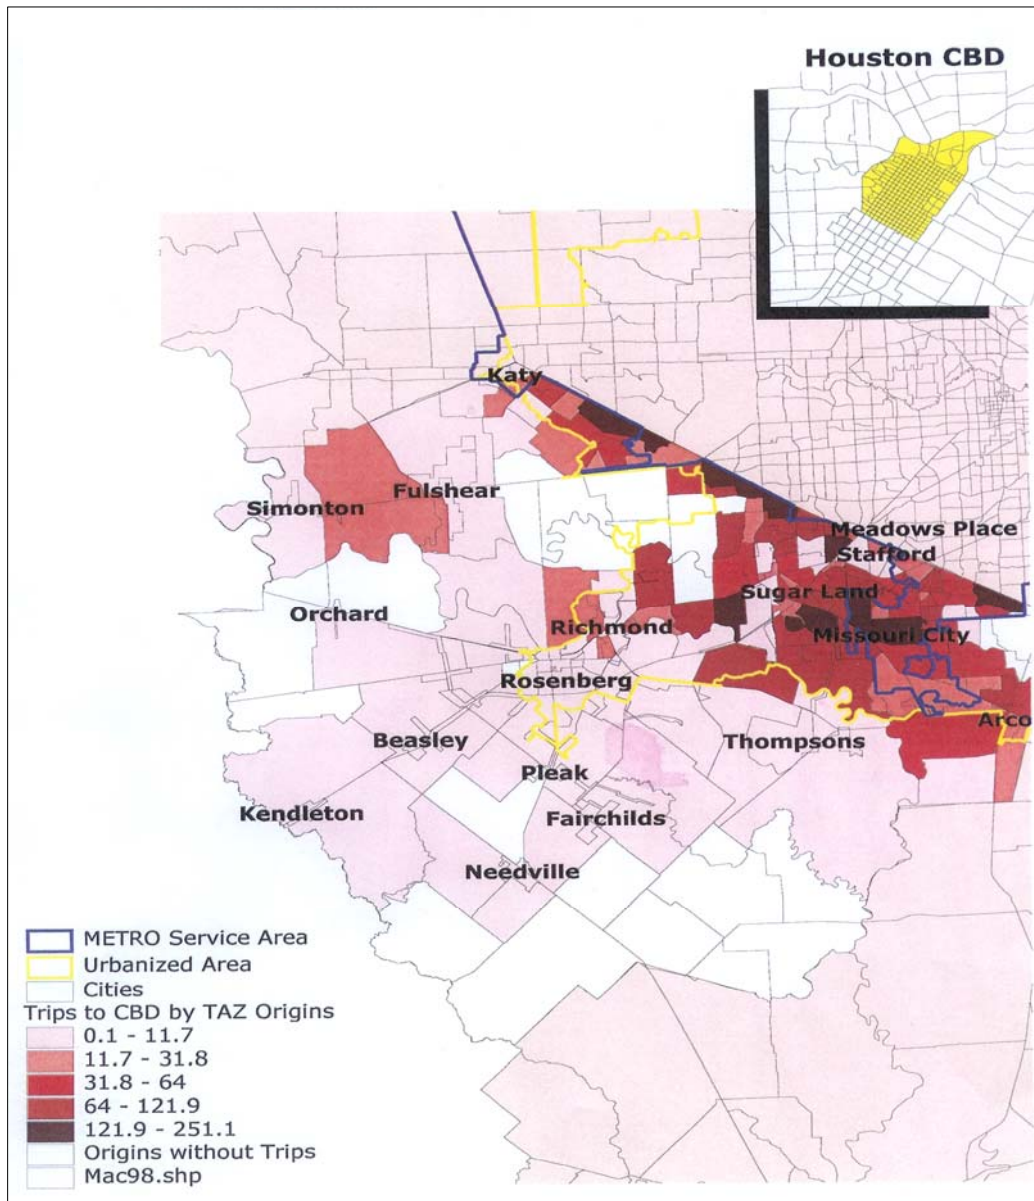 Houston CBD
Katy
Fulshear
Simonton
Meadows Place
Stafford
Sugar Land
Orchard
Richmond
Missouri City
Rosenberg
Arco
Beasley
Thompsons
Pleak
Kendleton
Fairchilds
Needville
METRO Service Area
Urbanized Area
Cities
Trips to CBD by TAZ Origins
0.1 - 11.7
11.7 - 31.8
31.8 - 64
64 - 121.9
121.9 - 251.1
Origins without Trips
Mac98.shp